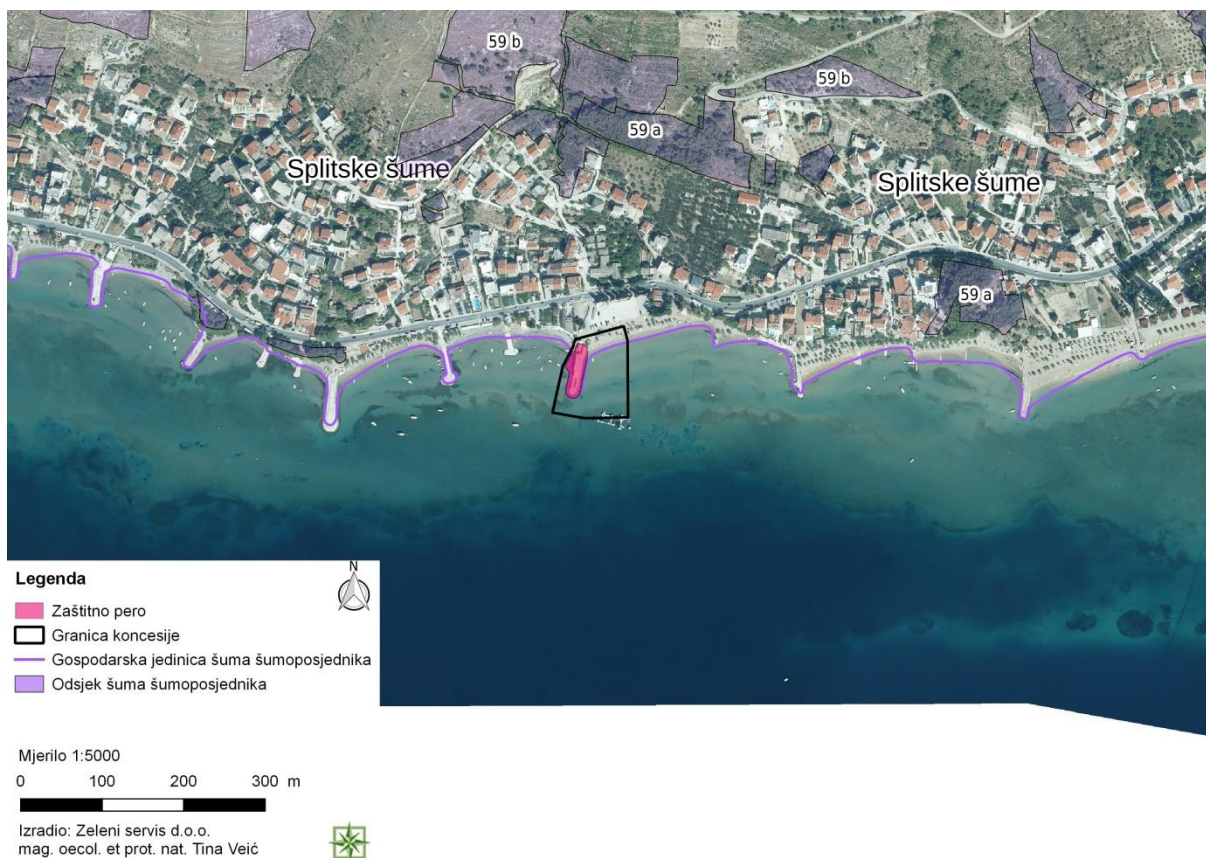 59 b
59 b
59 a
Splitske šume
Splitske šume
59 a
Legenda
N
Zaštitno pero
Granica koncesije
Gospodarska jedinica šuma šumoposjednika
Odsjek šuma šumoposjednika
Mjerilo 1:5000
0 100 200 300 m
Izradio: Zeleni servis d.o.o.
mag. oecol. et prot. nat. Tina Veić